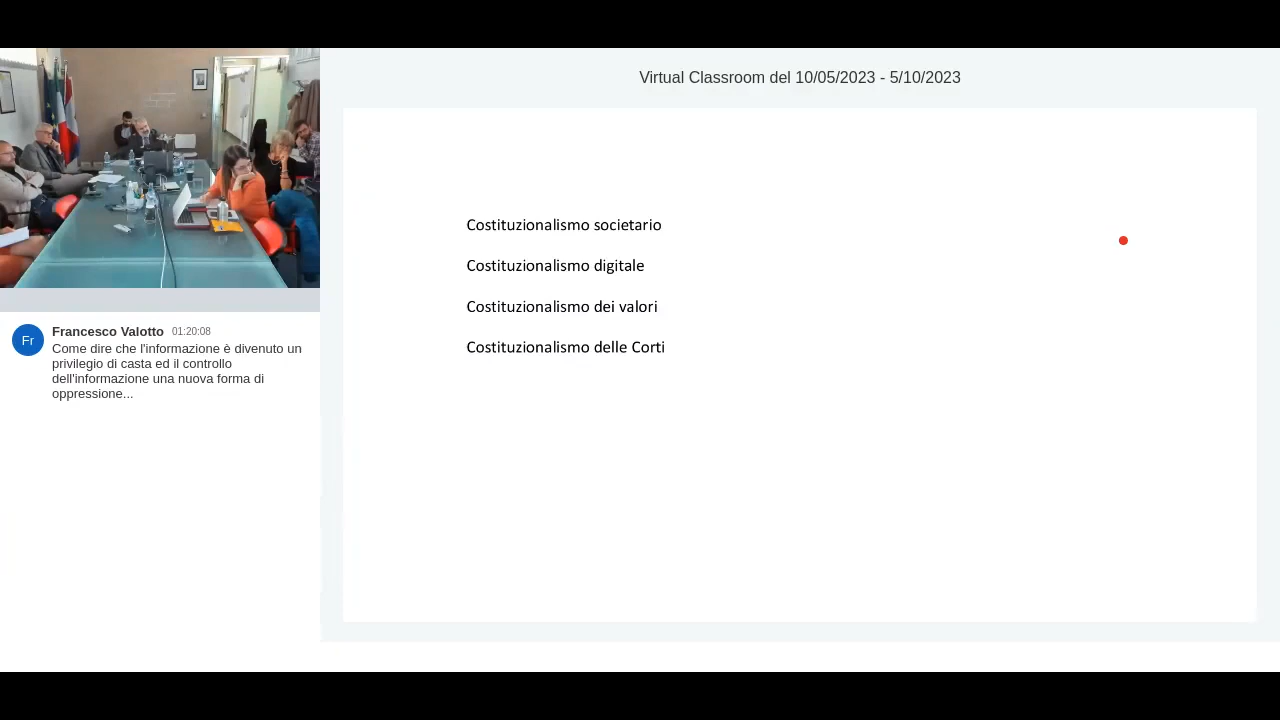 Virtual Classroom del 10/05/2023 - 5/10/2023
Costituzionalismo societario
Costituzionalismo digitale
Costituzionalismo dei valori
Costituzionalismo delle Corti
Fr
Francesco Valotto 01:20:08
Come dire che l'informazione è divenuto un
privilegio di casta ed il controllo
dell'informazione una nuova forma di
oppressione...